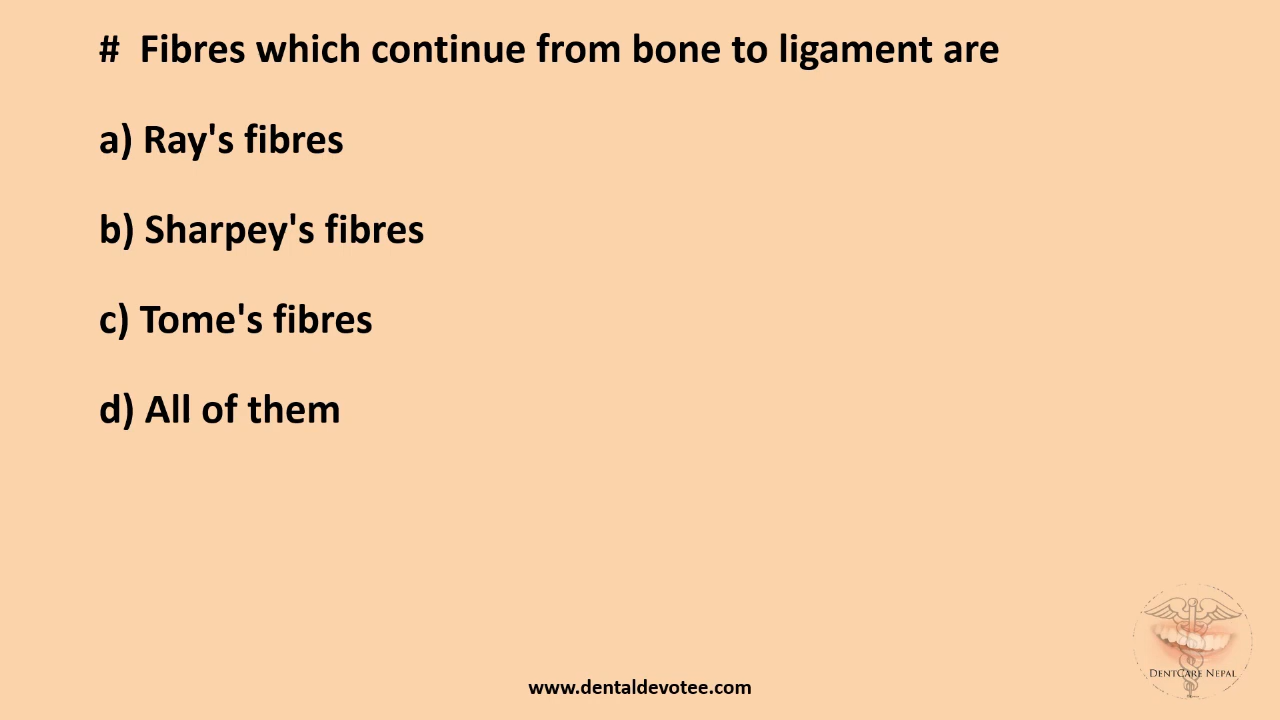 # Fibres which continue from bone to ligament are
a) Ray's fibres
b) Sharpey's fibres
c) Tome's fibres
d) All of them
DentCare Nepal
www.dentaldevotee.com